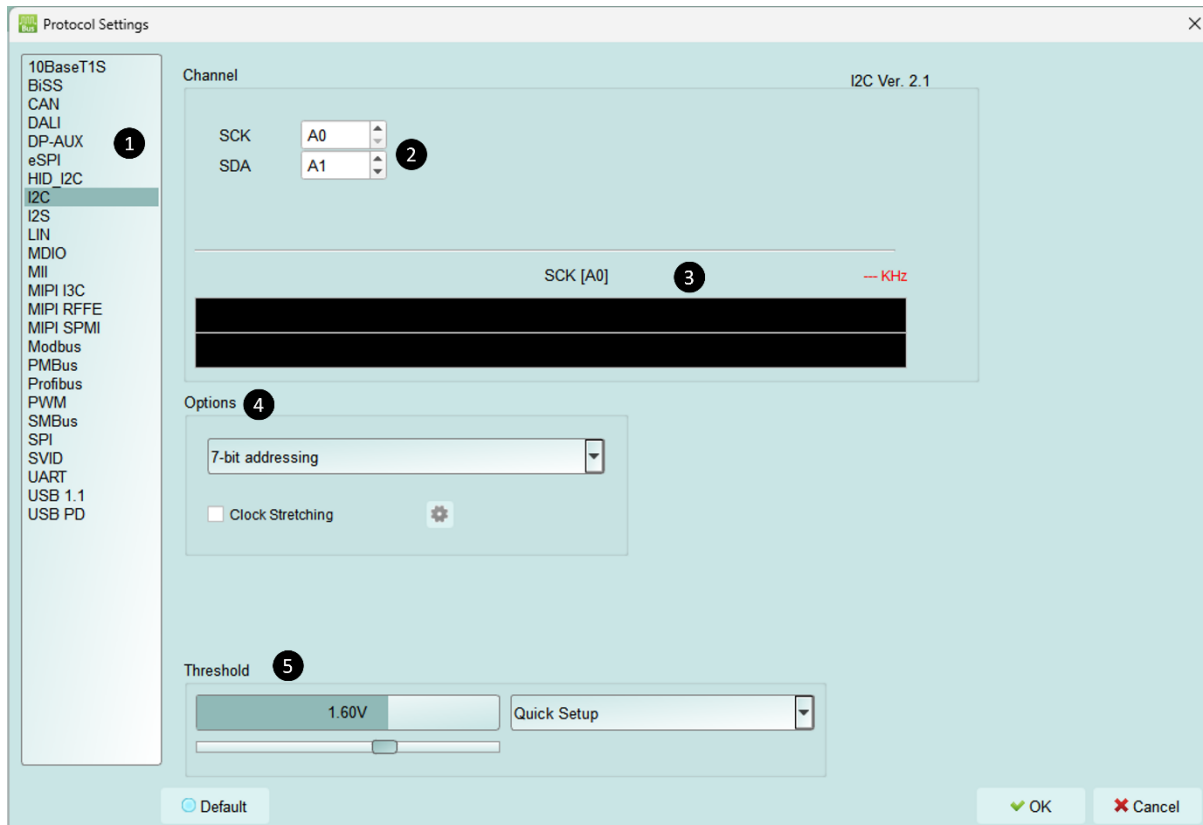 Bus
Protocol Settings
10BaseT1S
BiSS
CAN
DALI
DP-AUX
eSPI
HID_I2C
I2C
I2S
LIN
MDIO
MII
MIPI I3C
MIPI RFFE
MIPI SPMI
Modbus
PMBus
Profibus
PWM
SMBus
SPI
SVID
UART
USB 1.1
USB PD
1
Channel
I2C Ver. 2.1
SCK A0
SDA A1
2
SCK [A0] 3 --- KHz
Options 4
7-bit addressing
Clock Stretching
Threshold 5
1.60V Quick Setup
Default OK Cancel